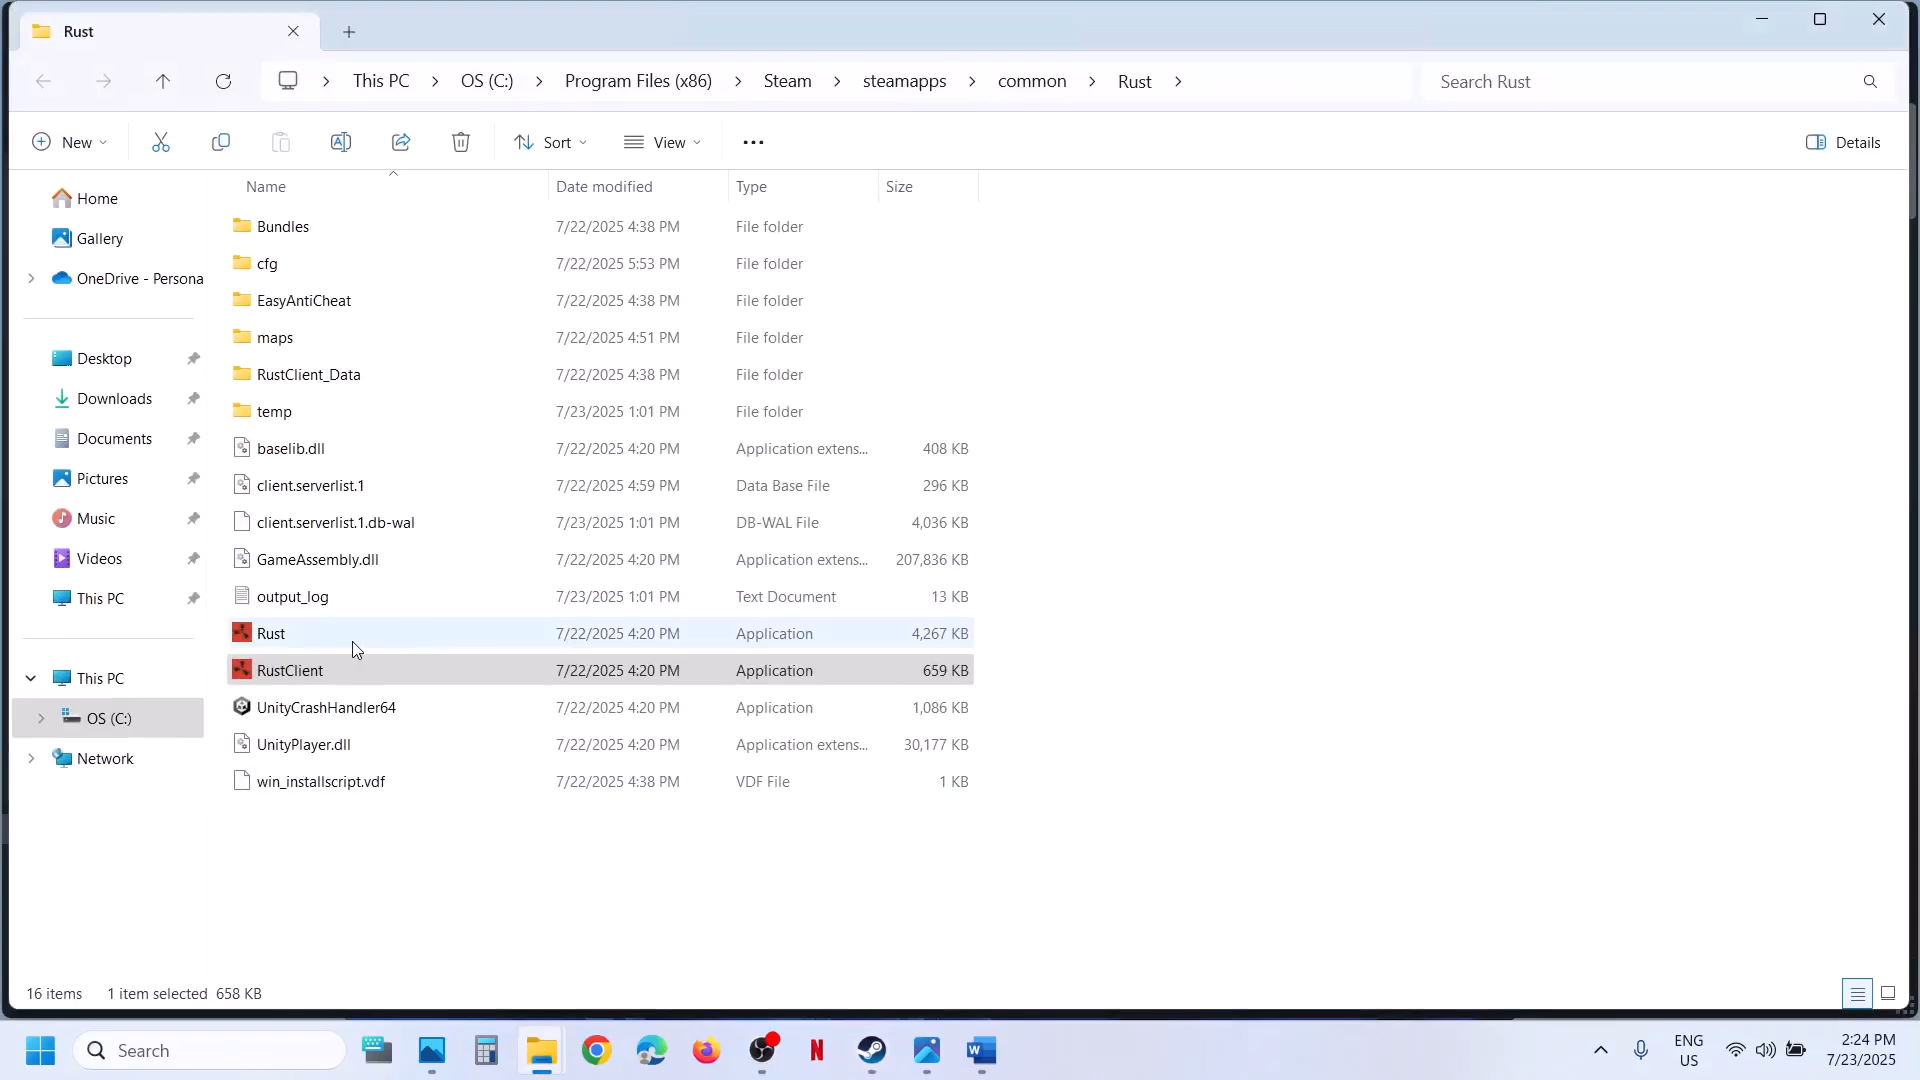 Rust
This PC
OS (C:)
Program Files (x86)
Steam
steamapps
common
Rust
Search Rust
New
Sort
View
Details
Name Date modified Type Size
Bundles 7/22/2025 4:38 PM File folder
cfg 7/22/2025 5:53 PM File folder
EasyAntiCheat 7/22/2025 4:38 PM File folder
maps 7/22/2025 4:51 PM File folder
RustClient_Data 7/22/2025 4:38 PM File folder
temp 7/23/2025 1:01 PM File folder
baselib.dll 7/22/2025 4:20 PM Application extens... 408 KB
client.serverlist.1 7/22/2025 4:59 PM Data Base File 296 KB
client.serverlist.1.db-wal 7/23/2025 1:01 PM DB-WAL File 4,036 KB
GameAssembly.dll 7/22/2025 4:20 PM Application extens... 207,836 KB
output_log 7/23/2025 1:01 PM Text Document 13 KB
Rust 7/22/2025 4:20 PM Application 4,267 KB
RustClient 7/22/2025 4:20 PM Application 659 KB
UnityCrashHandler64 7/22/2025 4:20 PM Application 1,086 KB
UnityPlayer.dll 7/22/2025 4:20 PM Application extens... 30,177 KB
win_installscript.vdf 7/22/2025 4:38 PM VDF File 1 KB
Home
Gallery
OneDrive - Persona
Desktop
Downloads
Documents
Pictures
Music
Videos
This PC
This PC
OS (C:)
Network
16 items 1 item selected 658 KB
Search
ENG
US
2:24 PM
7/23/2025